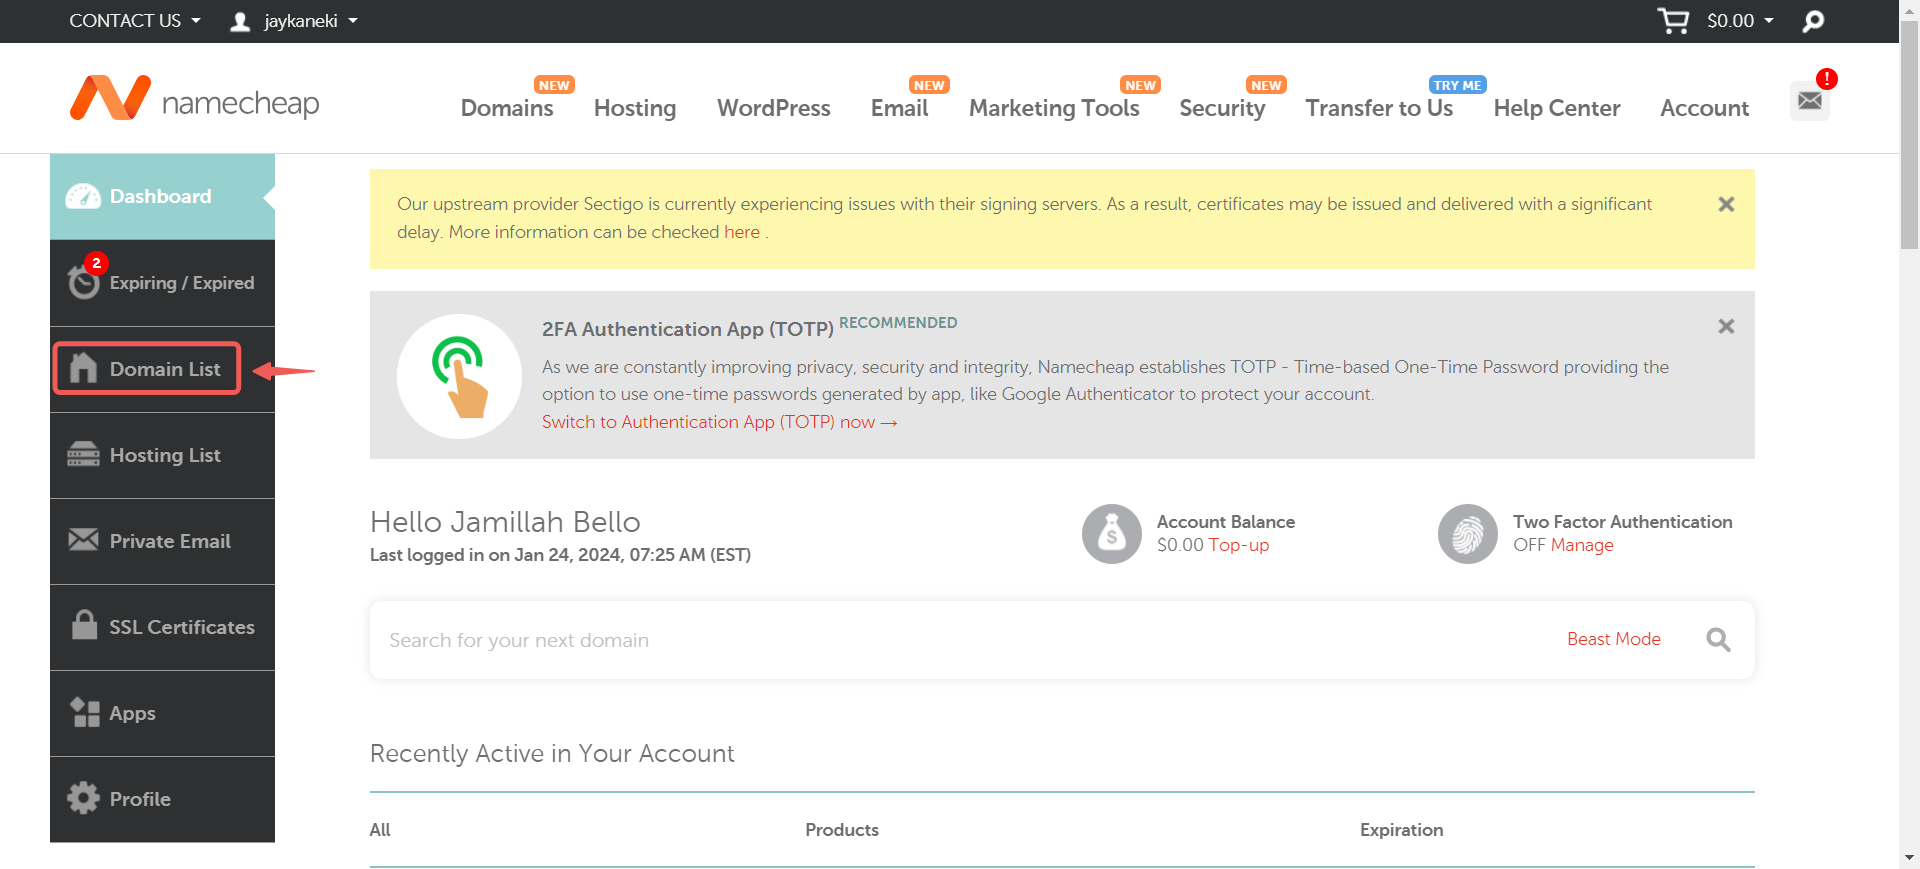 CONTACT US
jaykaneki
$0.00
namecheap
NEW
NEW
NEW
NEW
TRY ME
!
Domains
Hosting
WordPress
Email
Marketing Tools
Security
Transfer to Us
Help Center
Account
Dashboard
2
Expiring / Expired
Domain List
Hosting List
Private Email
SSL Certificates
Apps
Profile
Our upstream provider Sectigo is currently experiencing issues with their signing servers. As a result, certificates may be issued and delivered with a significant
delay. More information can be checked here .
2FA Authentication App (TOTP) RECOMMENDED
As we are constantly improving privacy, security and integrity, Namecheap establishes TOTP - Time-based One-Time Password providing the
option to use one-time passwords generated by app, like Google Authenticator to protect your account.
Switch to Authentication App (TOTP) now →
Hello Jamillah Bello
Last logged in on Jan 24, 2024, 07:25 AM (EST)
$
Account Balance
$0.00 Top-up
Two Factor Authentication
OFF Manage
Search for your next domain
Beast Mode
Recently Active in Your Account
All
Products
Expiration